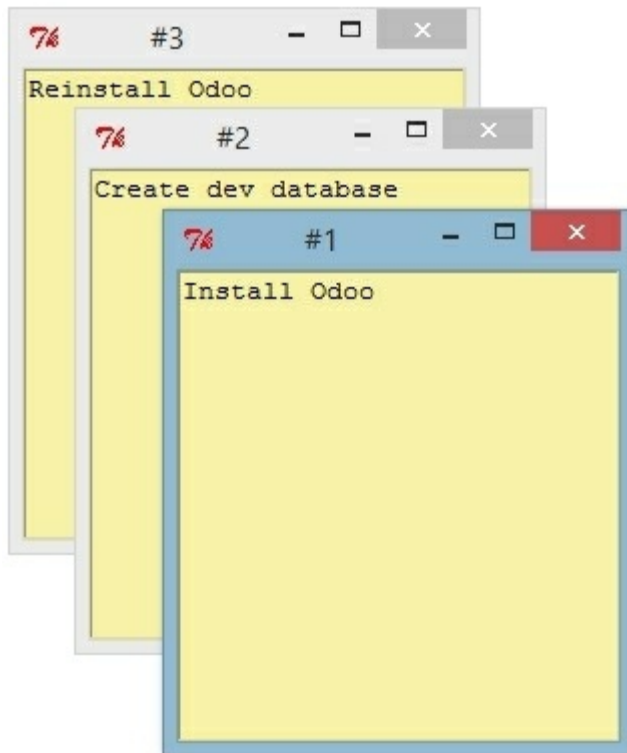 #3
Reinstall Odoo
#2
Create dev database
#1
Install Odoo